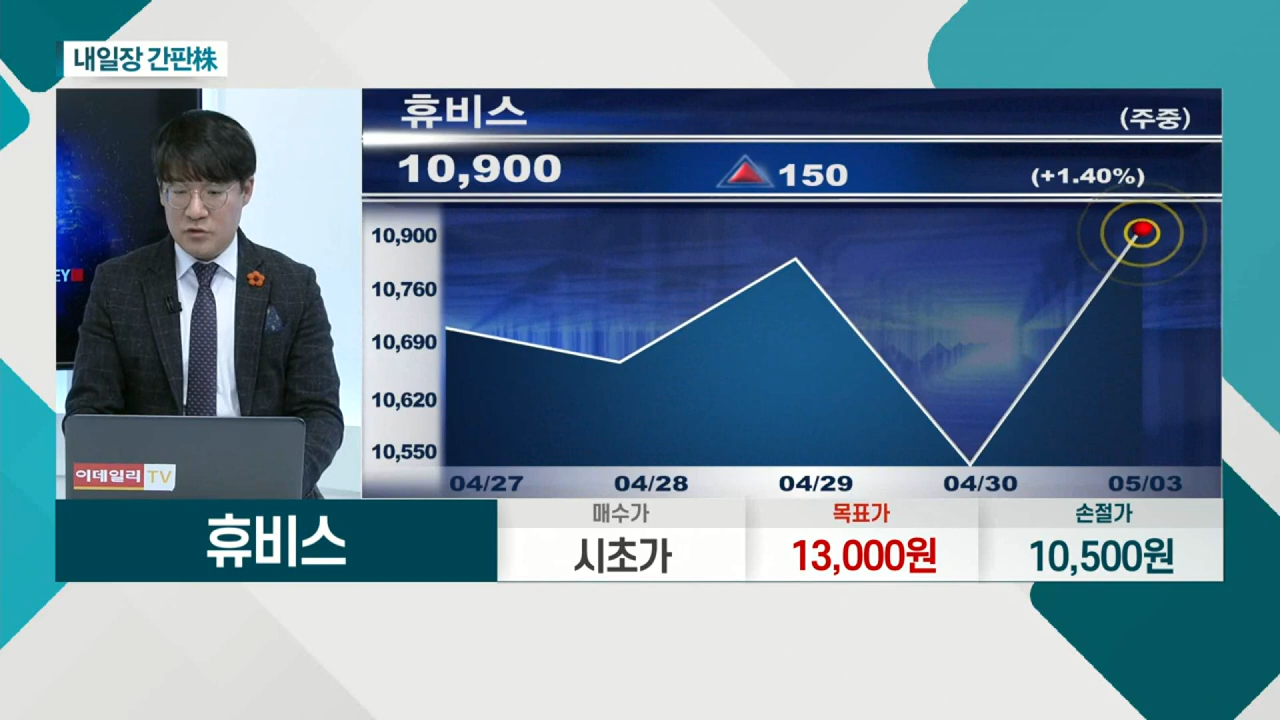 내일장 간판株
휴비스
(주중)
10,900
150
(+1.40%)
10,900
10,760
10,690
10,620
10,550
04/27
04/28
04/29
04/30
05/03
EY
이데일리 TV
휴비스
매수가
시초가
목표가
13,000원
손절가
10,500원